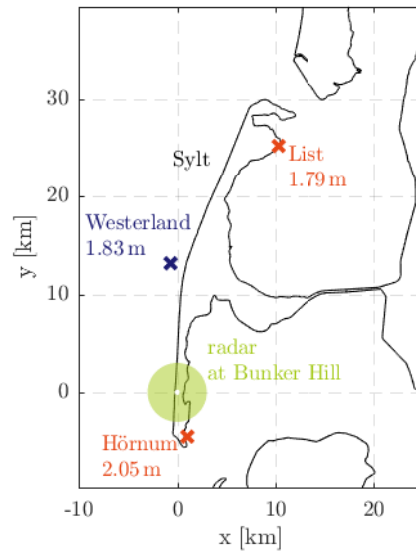 30
20
10
0
-10
0
10
20
x [km]
y [km]
Sylt
List
1.79 m
Westerland
1.83 m
radar
at Bunker Hill
Hörnum
2.05 m